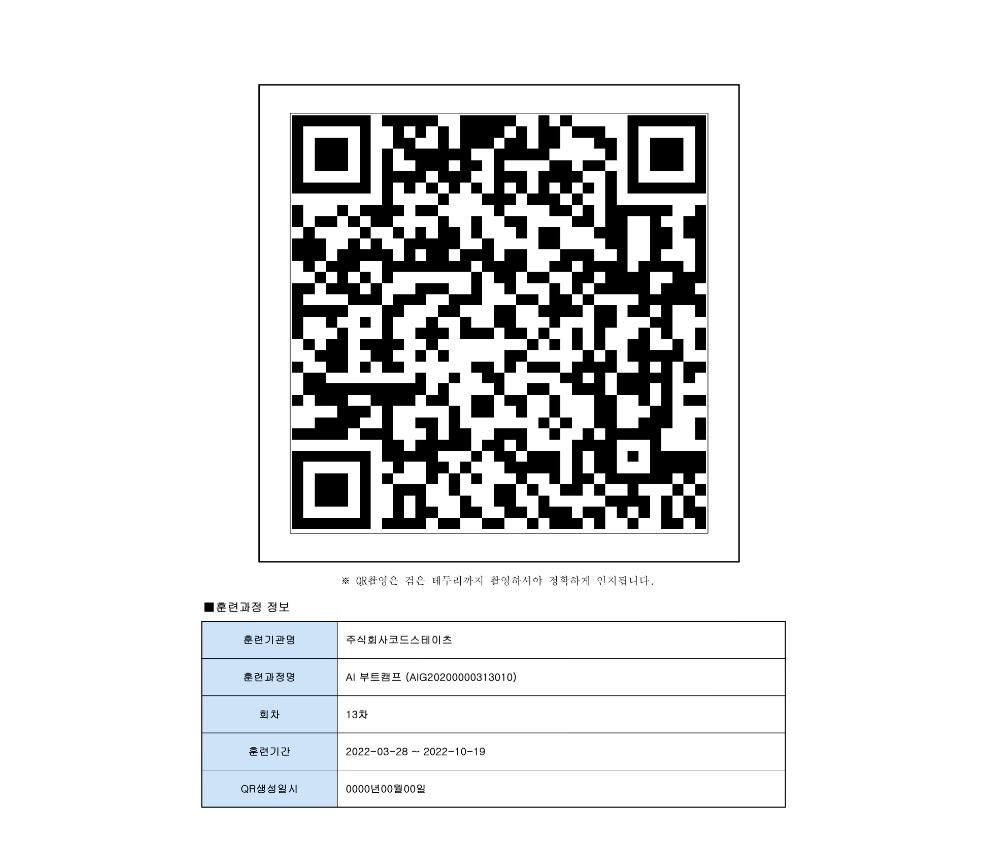 ※ QR촬영은 검은 테두리까지 촬영하셔야 정확하게 인지됩니다.
■훈련과정 정보
훈련기관명 주식회사코드스테이츠
훈련과정명 AI 부트캠프 (AIG20200000313010)
회차 13차
훈련기간 2022-03-28 ~ 2022-10-19
QR생성일시 0000년00월00일